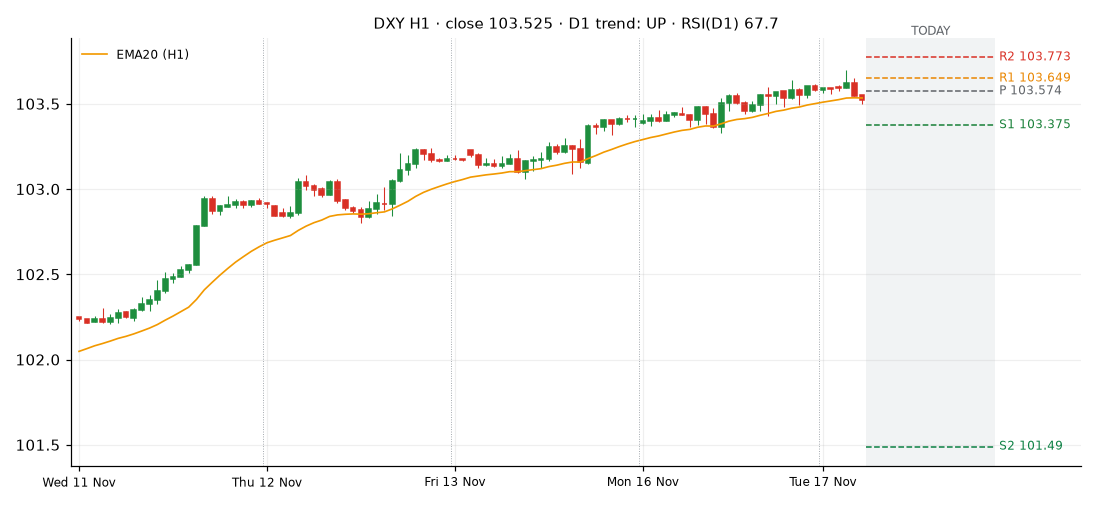 DXY H1 · close 103.525 · D1 trend: UP · RSI(D1) 67.7
TODAY
EMA20 (H1)
R2 103.773
R1 103.649
P 103.574
S1 103.375
S2 101.49
103.5
103.0
102.5
102.0
101.5
Wed 11 Nov
Thu 12 Nov
Fri 13 Nov
Mon 16 Nov
Tue 17 Nov